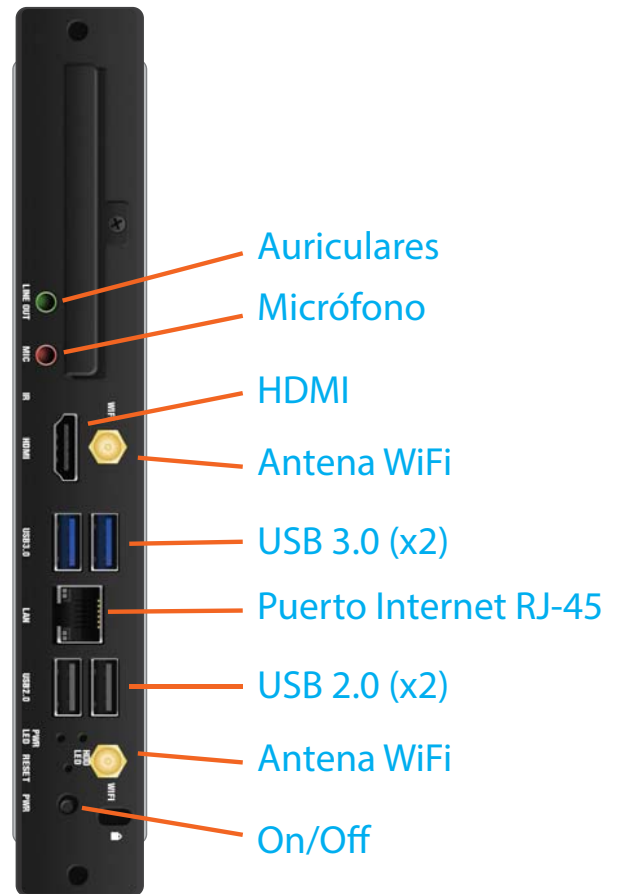 Auriculares
LINE OUT
Micrófono
MIC
IR
HDMI
WIFI
HDMI
Antena WiFi
USB3.0
USB 3.0 (x2)
LAN
Puerto Internet RJ-45
USB2.0
USB 2.0 (x2)
PWR LED
HDD LED
Antena WiFi
RESET
WIFI
PWR
On/Off